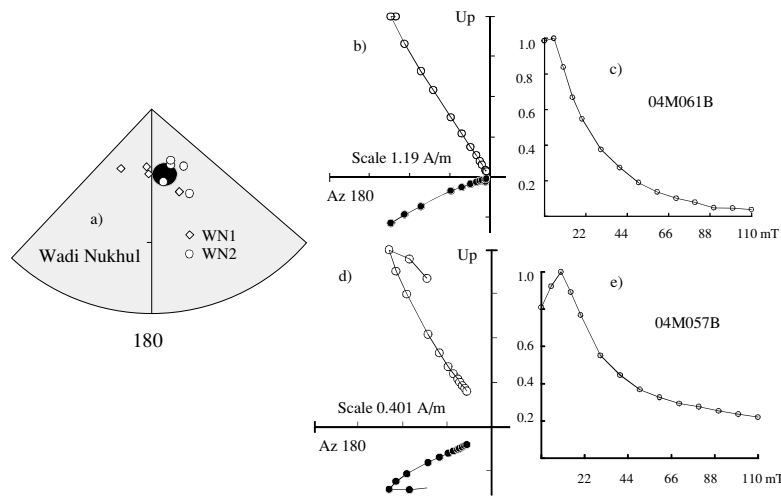 a)
Wadi Nukhul
WN1
WN2
180
b)
Up
Scale 1.19 A/m
Az 180
c)
04M061B
1.0
0.8
0.6
0.4
0.2
22 44 66 88 110 mT
d)
Up
Scale 0.401 A/m
Az 180
e)
04M057B
1.0
0.8
0.6
0.4
0.2
22 44 66 88 110 mT